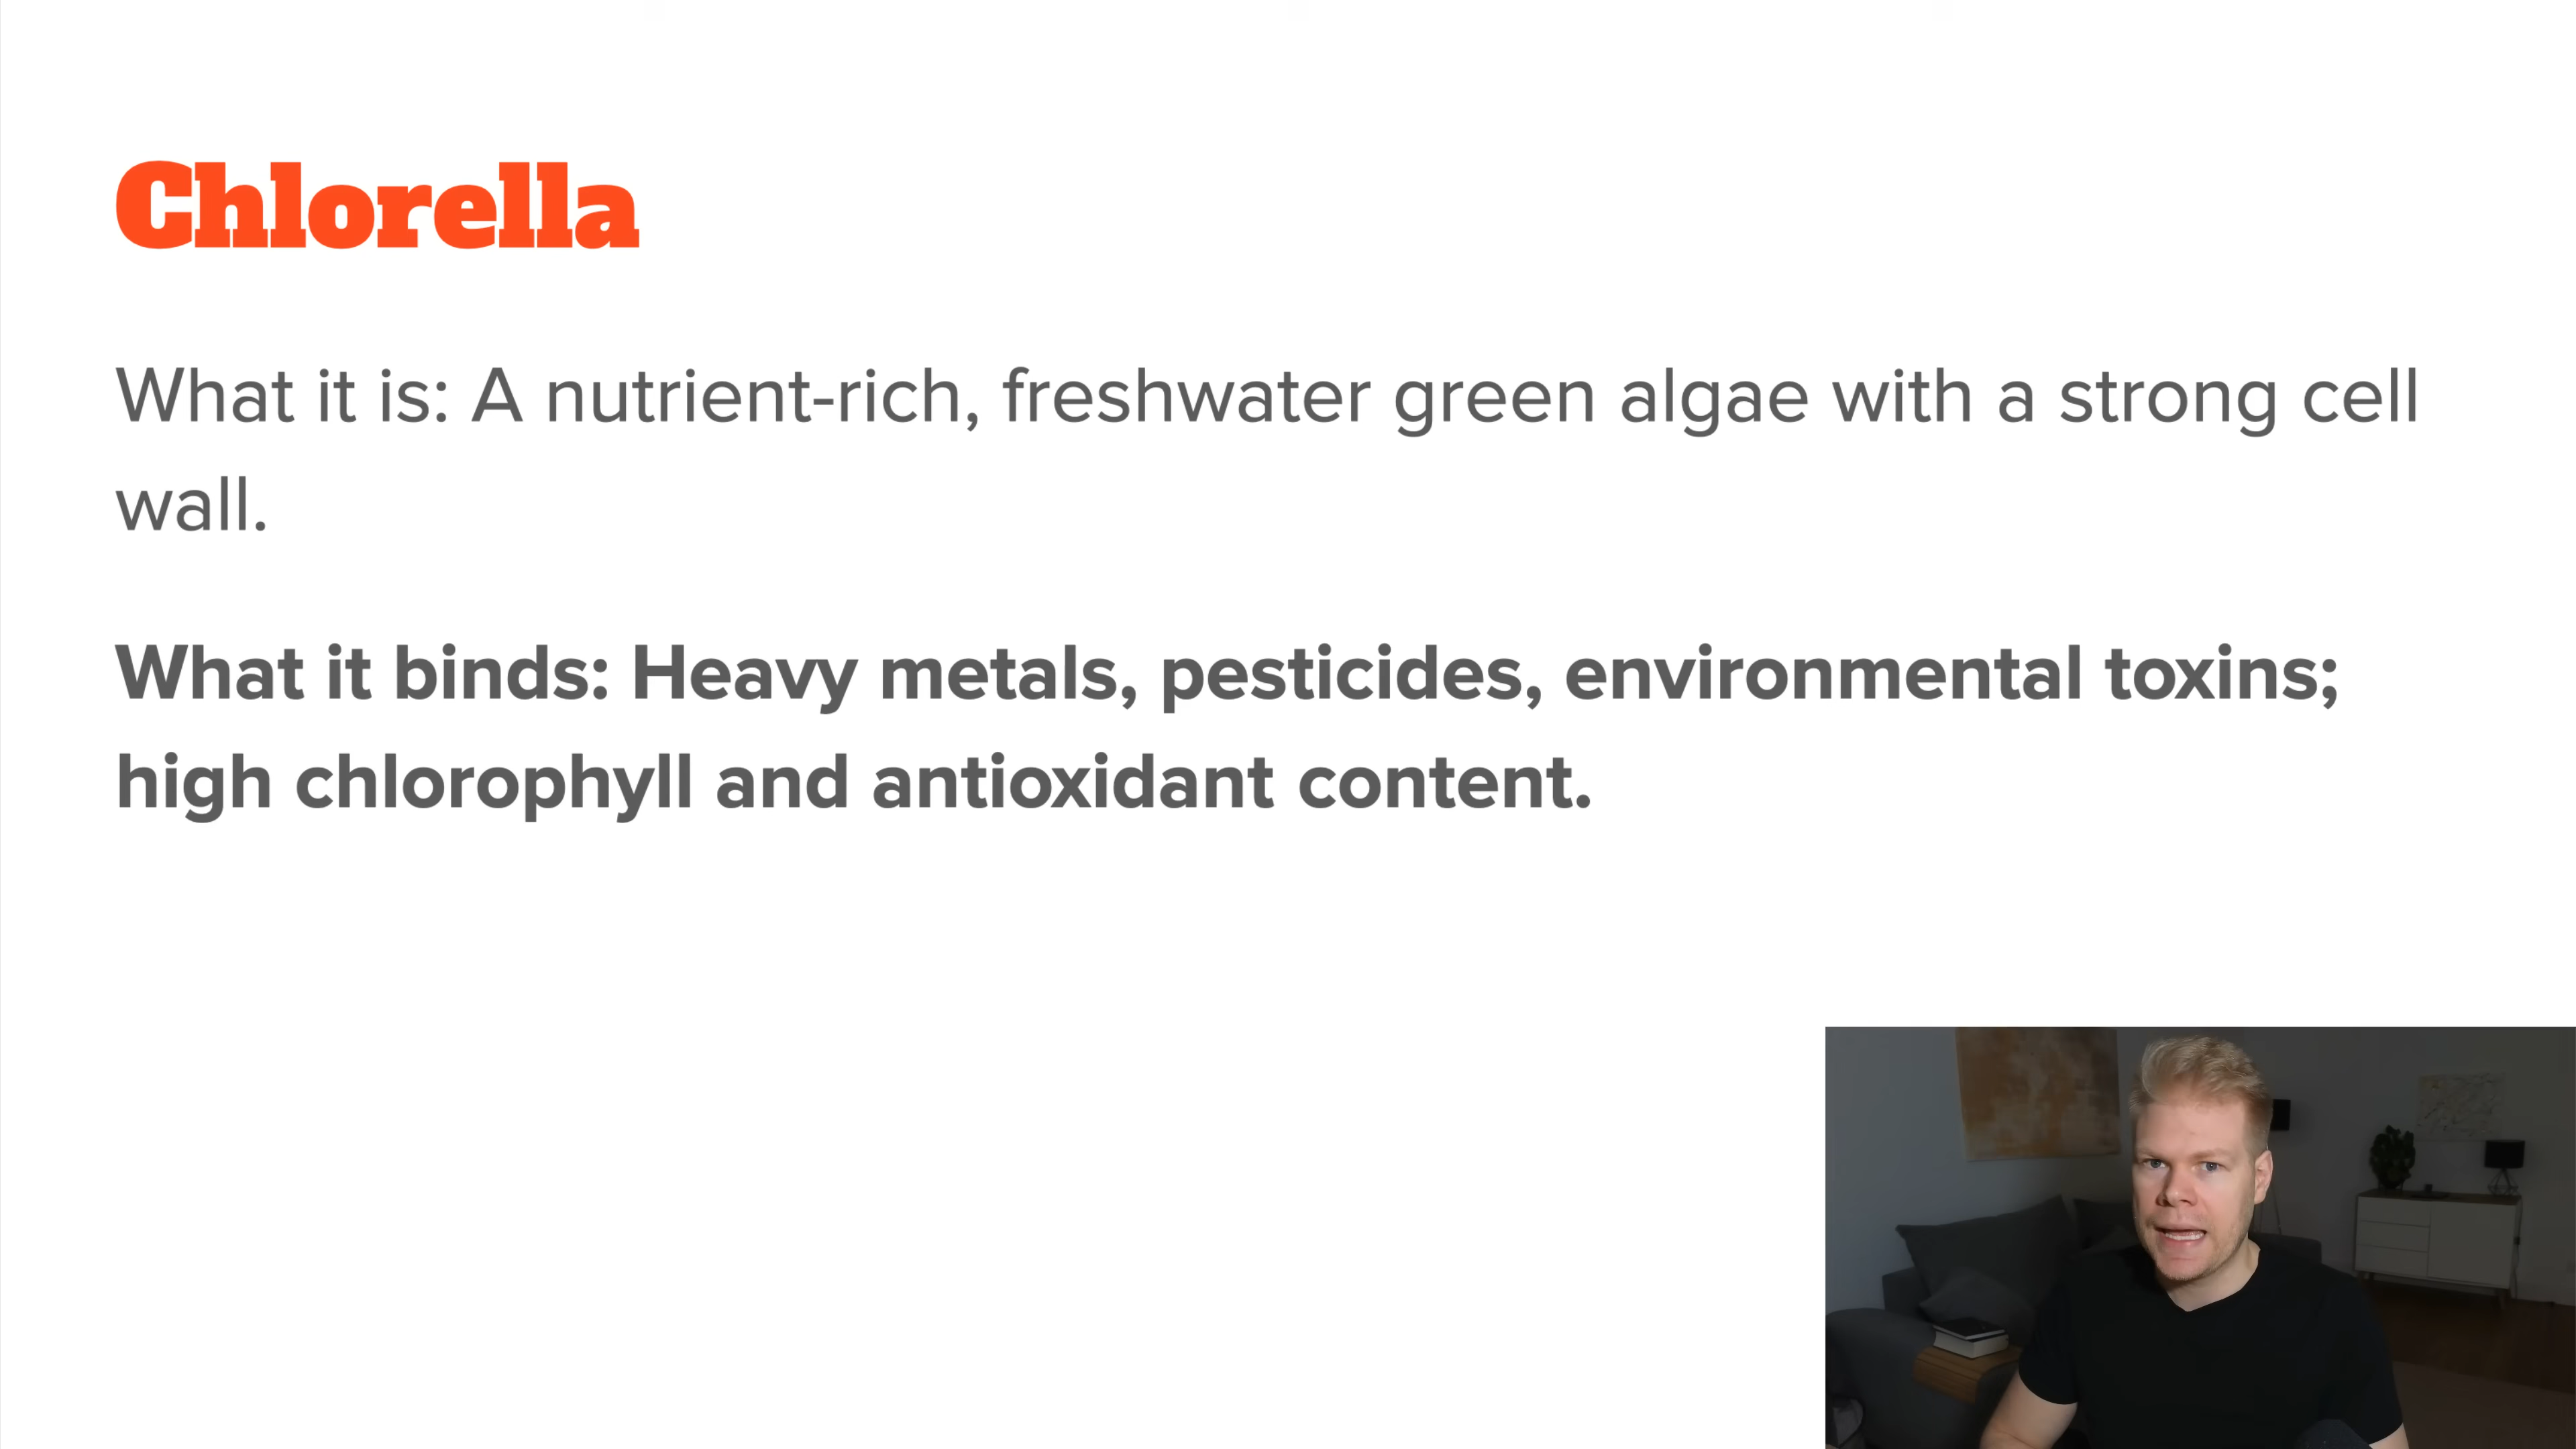 Chlorella
What it is: A nutrient-rich, freshwater green algae with a strong cell
wall.
What it binds: Heavy metals, pesticides, environmental toxins;
high chlorophyll and antioxidant content.